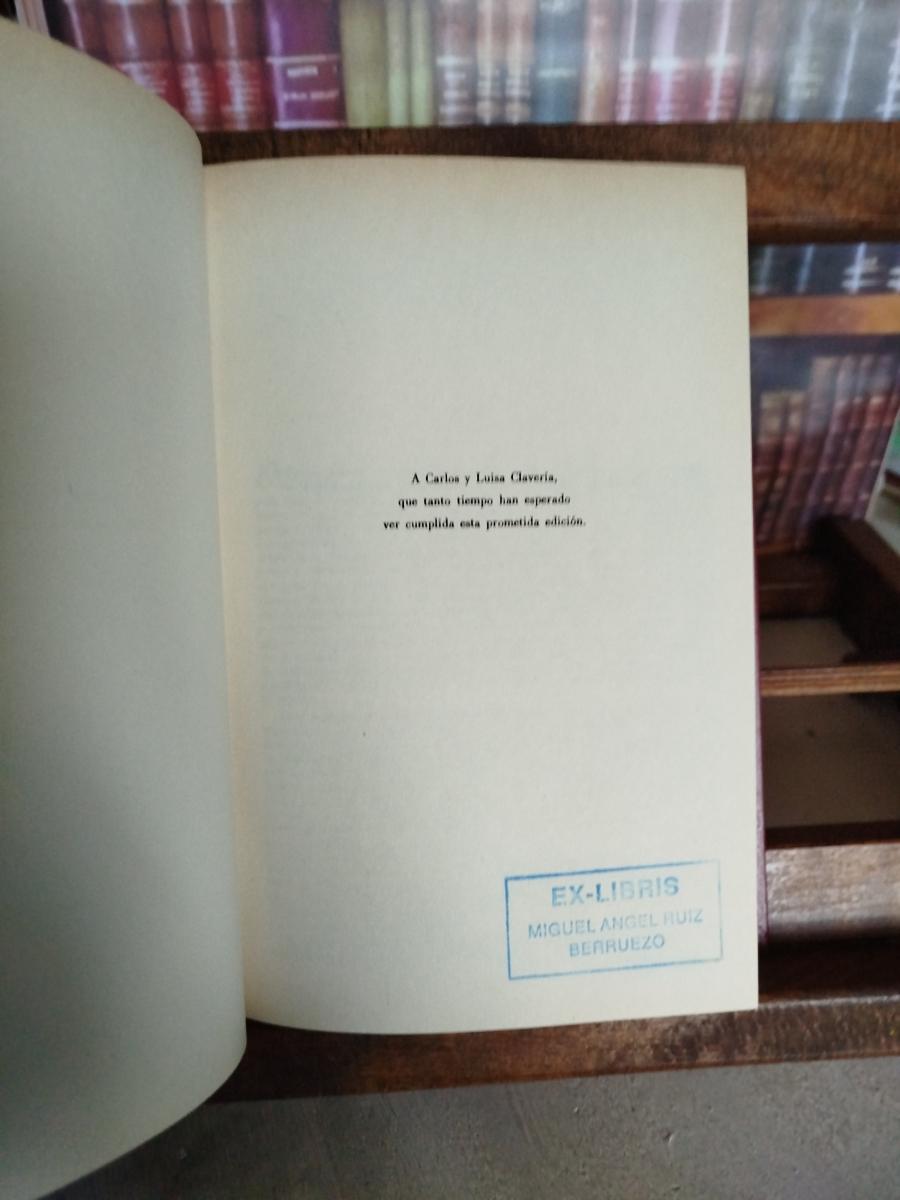 A Carlos y Luisa Clavería,
que tanto tiempo han esperado
ver cumplida esta prometida edición.
EX-LIBRIS
MIGUEL ANGEL RUIZ
BERRUEZO